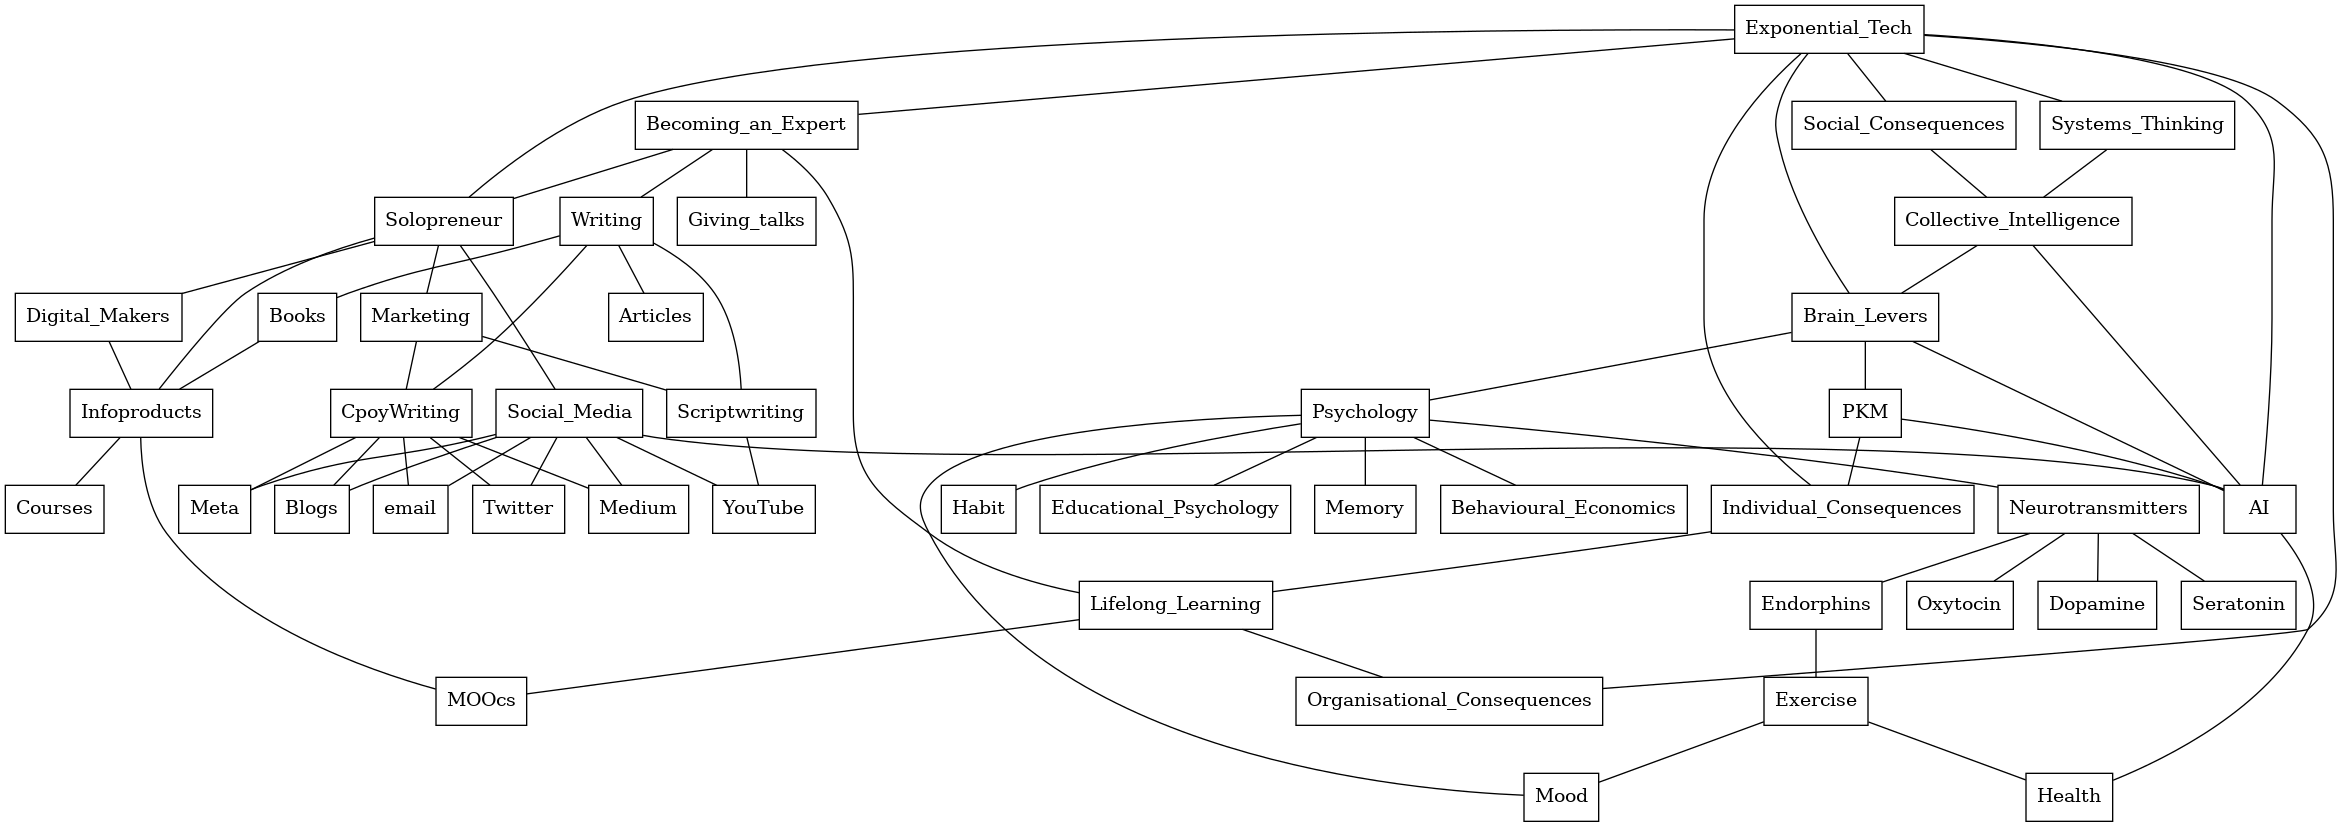 Exponential_Tech
Becoming_an_Expert
Social_Consequences
Systems_Thinking
Solopreneur
Writing
Giving_talks
Collective_Intelligence
Digital_Makers
Books
Marketing
Articles
Brain_Levers
Infoproducts
CpoyWriting
Social_Media
Scriptwriting
Psychology
PKM
Courses
Meta
Blogs
email
Twitter
Medium
YouTube
Habit
Educational_Psychology
Memory
Behavioural_Economics
Individual_Consequences
Neurotransmitters
AI
Lifelong_Learning
Endorphins
Oxytocin
Dopamine
Seratonin
MOOcs
Organisational_Consequences
Exercise
Mood
Health